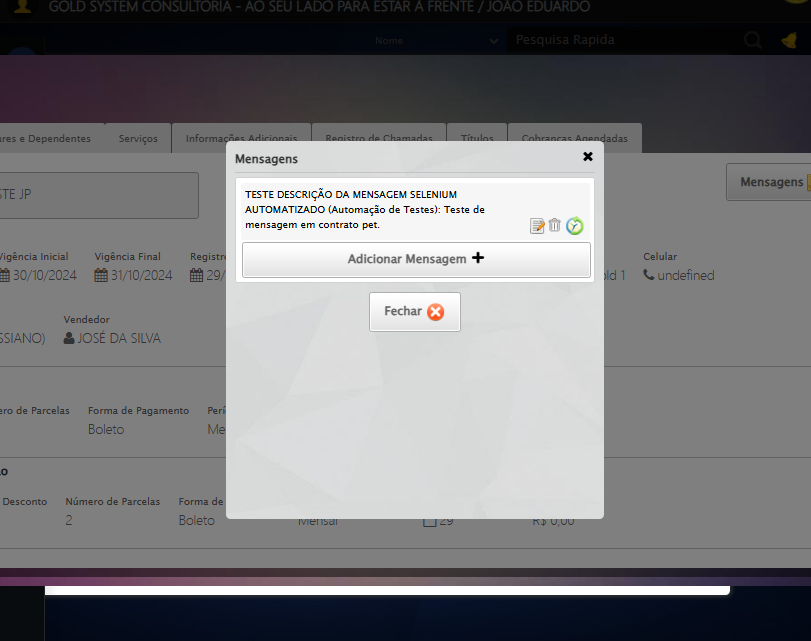 GOLD SYSTEM CONSULTORIA - AO SEU LADO PARA ESTAR À FRENTE / JOÃO EDUARDO
Nome
Pesquisa Rapida
res e Dependentes
Serviços
Informações Adicionais
Registro de Chamadas
Títulos
Cobranças Agendadas
Mensagens
TE JP
Mensagens
TESTE DESCRIÇÃO DA MENSAGEM SELENIUM
AUTOMATIZADO (Automação de Testes): Teste de
mensagem em contrato pet.
Adicionar Mensagem
Fechar
Vigência Inicial
Vigência Final
Registr
Celular
30/10/2024
31/10/2024
29/
old 1
undefined
Vendedor
SSIANO)
JOSÉ DA SILVA
ero de Parcelas
Forma de Pagamento
Perí
Boleto
Me
o
Desconto
Número de Parcelas
Forma de
2
Boleto
Mensal
29
R$ 0,00